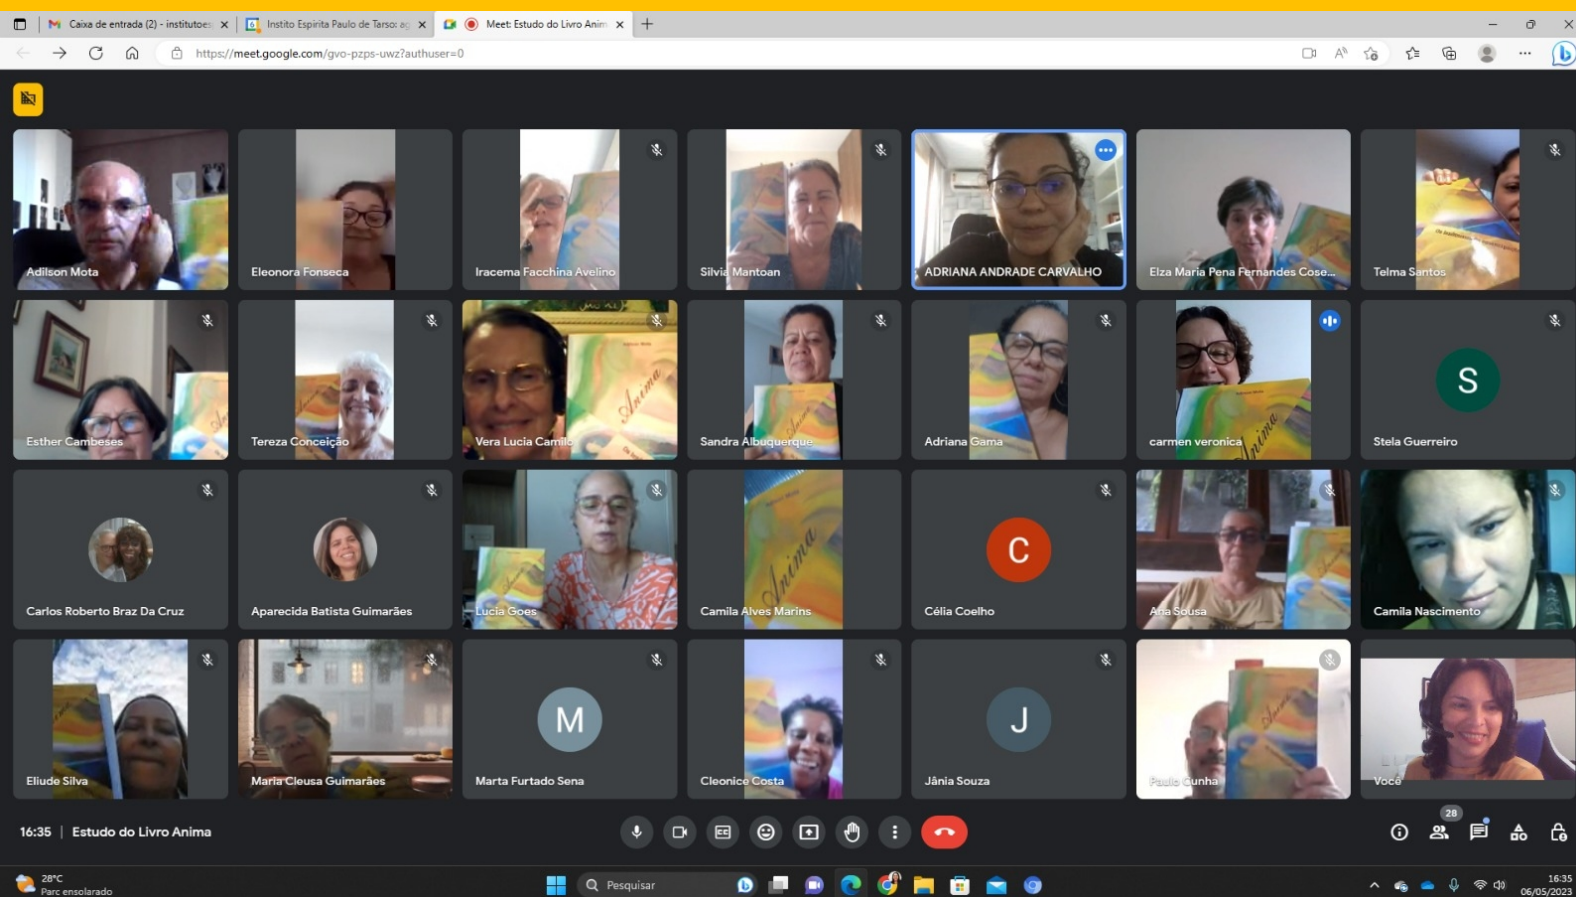 Caixa de entrada (2) - institutoes
Instito Espirita Paulo de Tarso: ag
Meet: Estudo do Livro Anim
https://meet.google.com/gvo-pzps-uwz?authuser=0
Adilson Mota
Eleonora Fonseca
Iracema Facchina Avelino
Silvia Mantoan
ADRIANA ANDRADE CARVALHO
Elza Maria Pena Fernandes Cose...
Telma Santos
Anima
Esther Cambeses
Tereza Conceição
Vera Lucia Camilo
Sandra Albuquerque
Adriana Gama
carmen veronica
Anima
S
Stela Guerreiro
Carlos Roberto Braz Da Cruz
Aparecida Batista Guimarães
Lucia Goes
Anima
Camila Alves Marins
C
Célia Coelho
Ana Sousa
Camila Nascimento
Eliude Silva
Maria Cleusa Guimarães
M
Marta Furtado Sena
Cleonice Costa
J
Jânia Souza
Paulo Cunha
Você
16:35 | Estudo do Livro Anima
28
28°C
Parc ensolarado
Pesquisar
16:35
06/05/2023